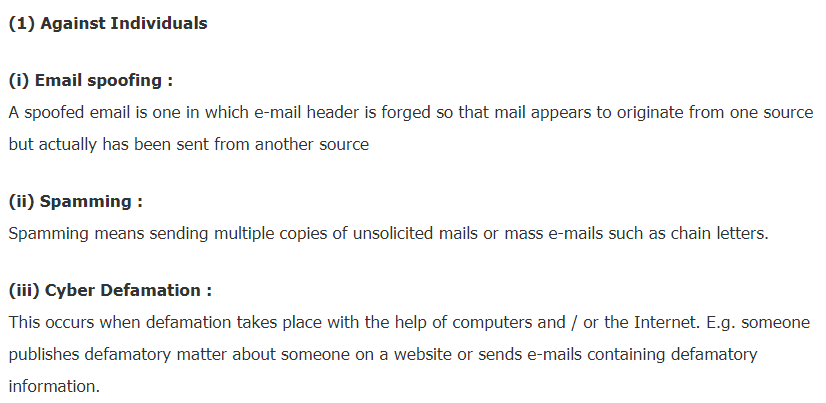 (1) Against Individuals
(i) Email spoofing :
A spoofed email is one in which e-mail header is forged so that mail appears to originate from one source
but actually has been sent from another source
(ii) Spamming :
Spamming means sending multiple copies of unsolicited mails or mass e-mails such as chain letters.
(iii) Cyber Defamation :
This occurs when defamation takes place with the help of computers and / or the Internet. E.g. someone
publishes defamatory matter about someone on a website or sends e-mails containing defamatory
information.